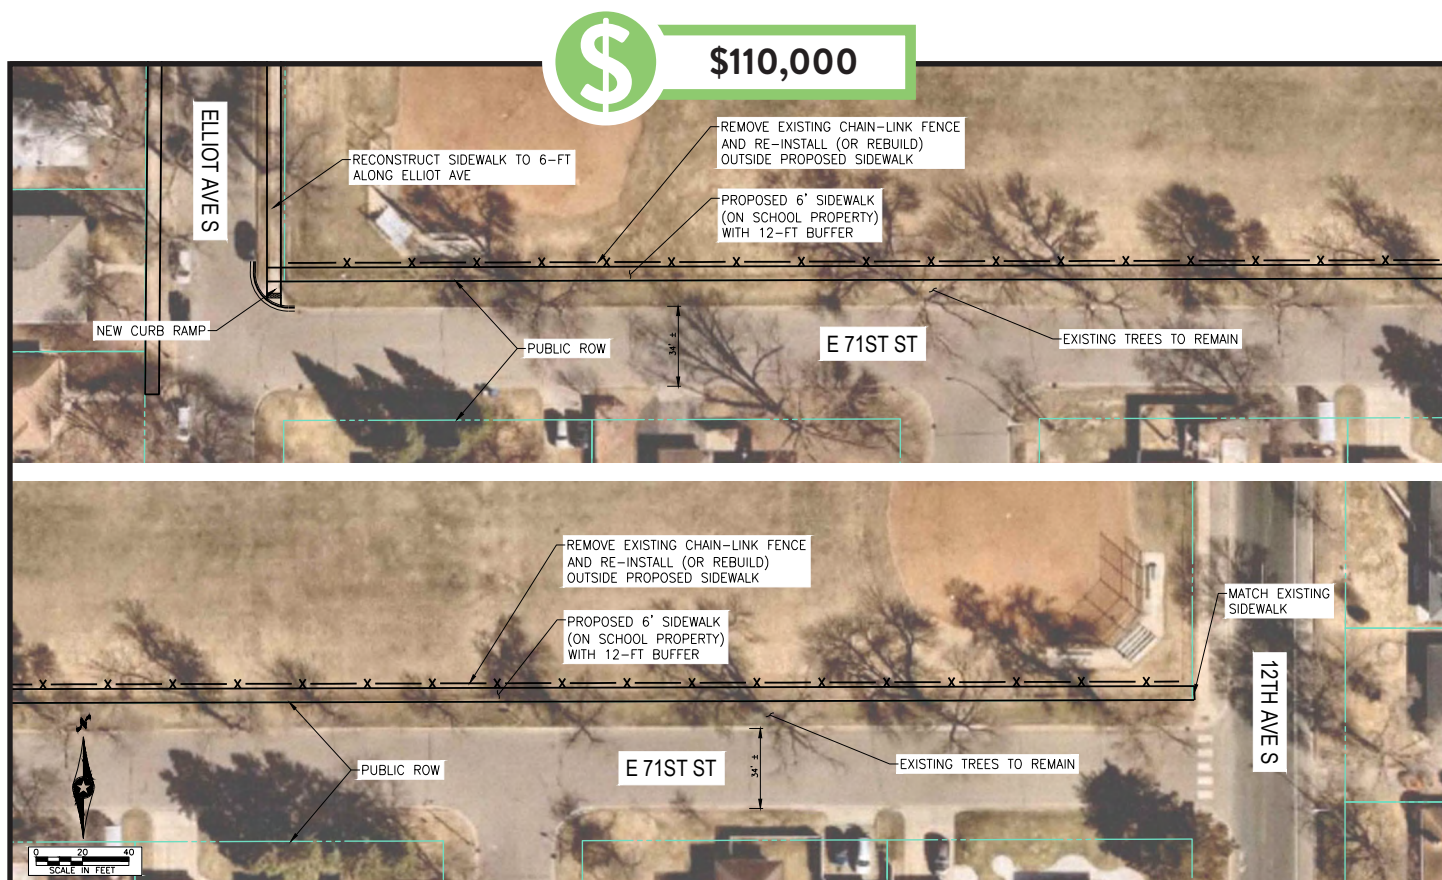 $
$110,000
ELLIOT AVE S
RECONSTRUCT SIDEWALK TO 6-FT
ALONG ELLIOT AVE
REMOVE EXISTING CHAIN-LINK FENCE
AND RE-INSTALL (OR REBUILD)
OUTSIDE PROPOSED SIDEWALK
PROPOSED 6' SIDEWALK
(ON SCHOOL PROPERTY)
WITH 12-FT BUFFER
NEW CURB RAMP
PUBLIC ROW
34' ±
E 71ST ST
EXISTING TREES TO REMAIN
REMOVE EXISTING CHAIN-LINK FENCE
AND RE-INSTALL (OR REBUILD)
OUTSIDE PROPOSED SIDEWALK
PROPOSED 6' SIDEWALK
(ON SCHOOL PROPERTY)
WITH 12-FT BUFFER
MATCH EXISTING
SIDEWALK
12TH AVE S
N
PUBLIC ROW
E 71ST ST
34' ±
EXISTING TREES TO REMAIN
0 20 40
SCALE IN FEET